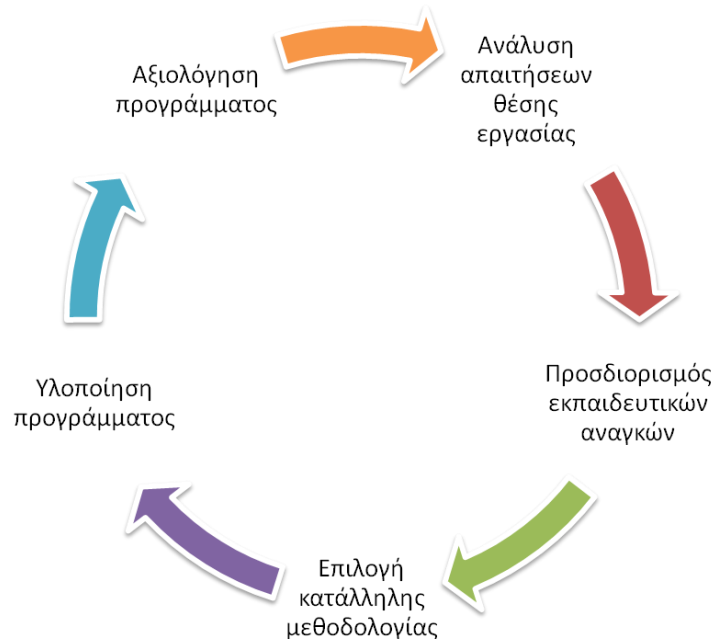 Αξιολόγηση
προγράμματος
Ανάλυση
απαιτήσεων
θέσης
εργασίας
Προσδιορισμός
εκπαιδευτικών
αναγκών
Επιλογή
κατάλληλης
μεθοδολογίας
Υλοποίηση
προγράμματος